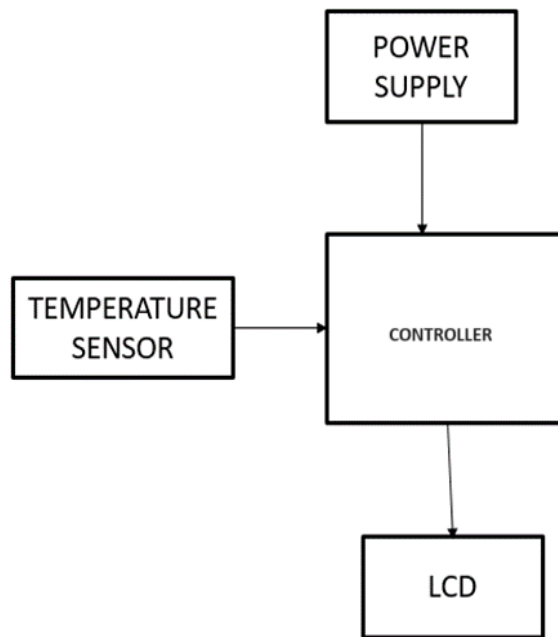 POWER
SUPPLY
TEMPERATURE
SENSOR
CONTROLLER
LCD